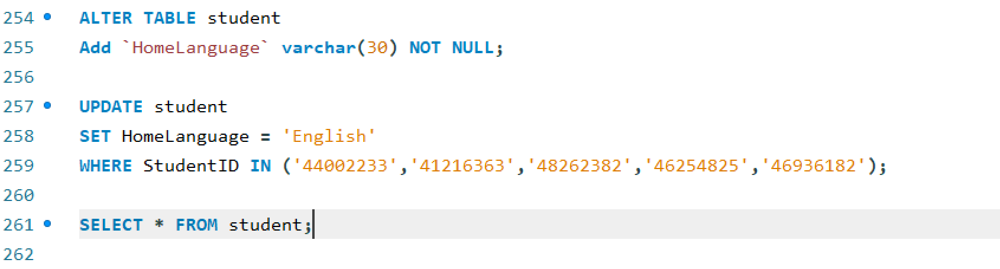 254 ALTER TABLE student
255 Add `HomeLanguage` varchar(30) NOT NULL;
256
257 UPDATE student
258 SET HomeLanguage = 'English'
259 WHERE StudentID IN ('44002233','41216363','48262382','46254825','46936182');
260
261 SELECT * FROM student;
262